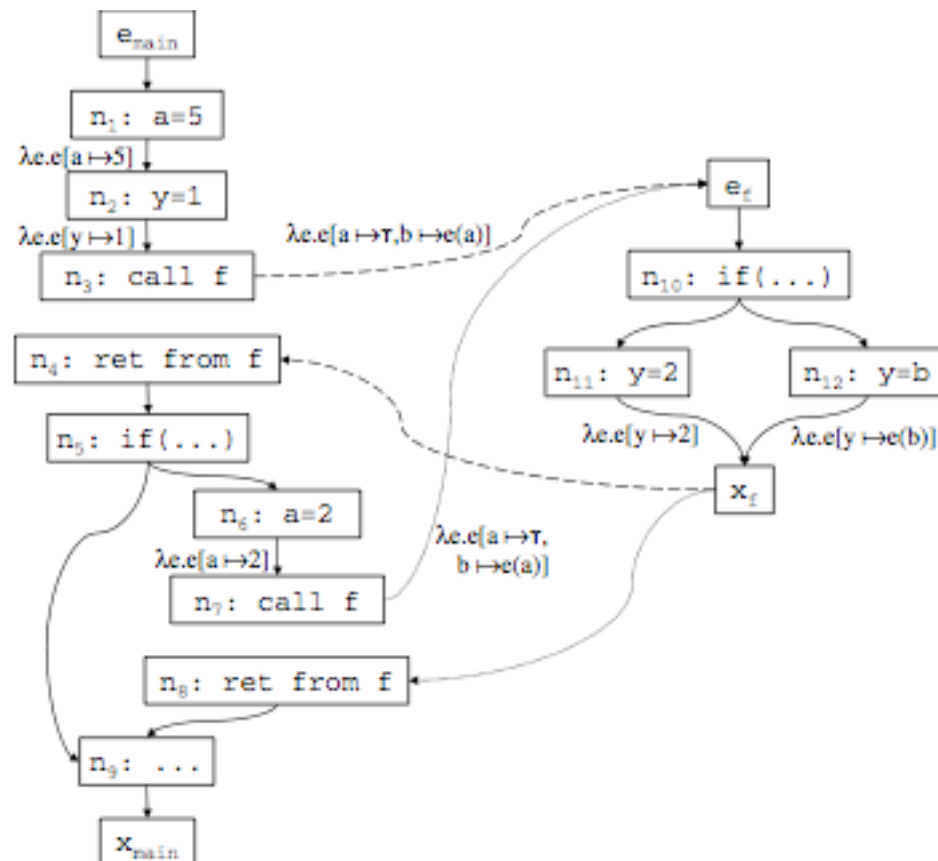 e_main
n_1: a=5
λe.e[a ↦5]
n_2: y=1
λe.e[y ↦1]
n_3: call f
λe.e[a ↦⊤,b ↦e(a)]
e_f
n_10: if(...)
n_11: y=2
n_12: y=b
λe.e[y ↦2]
λe.e[y ↦e(b)]
x_f
n_4: ret from f
n_5: if(...)
n_6: a=2
λe.e[a ↦2]
n_7: call f
λe.e[a ↦⊤,
b ↦e(a)]
n_8: ret from f
n_9: ...
x_main